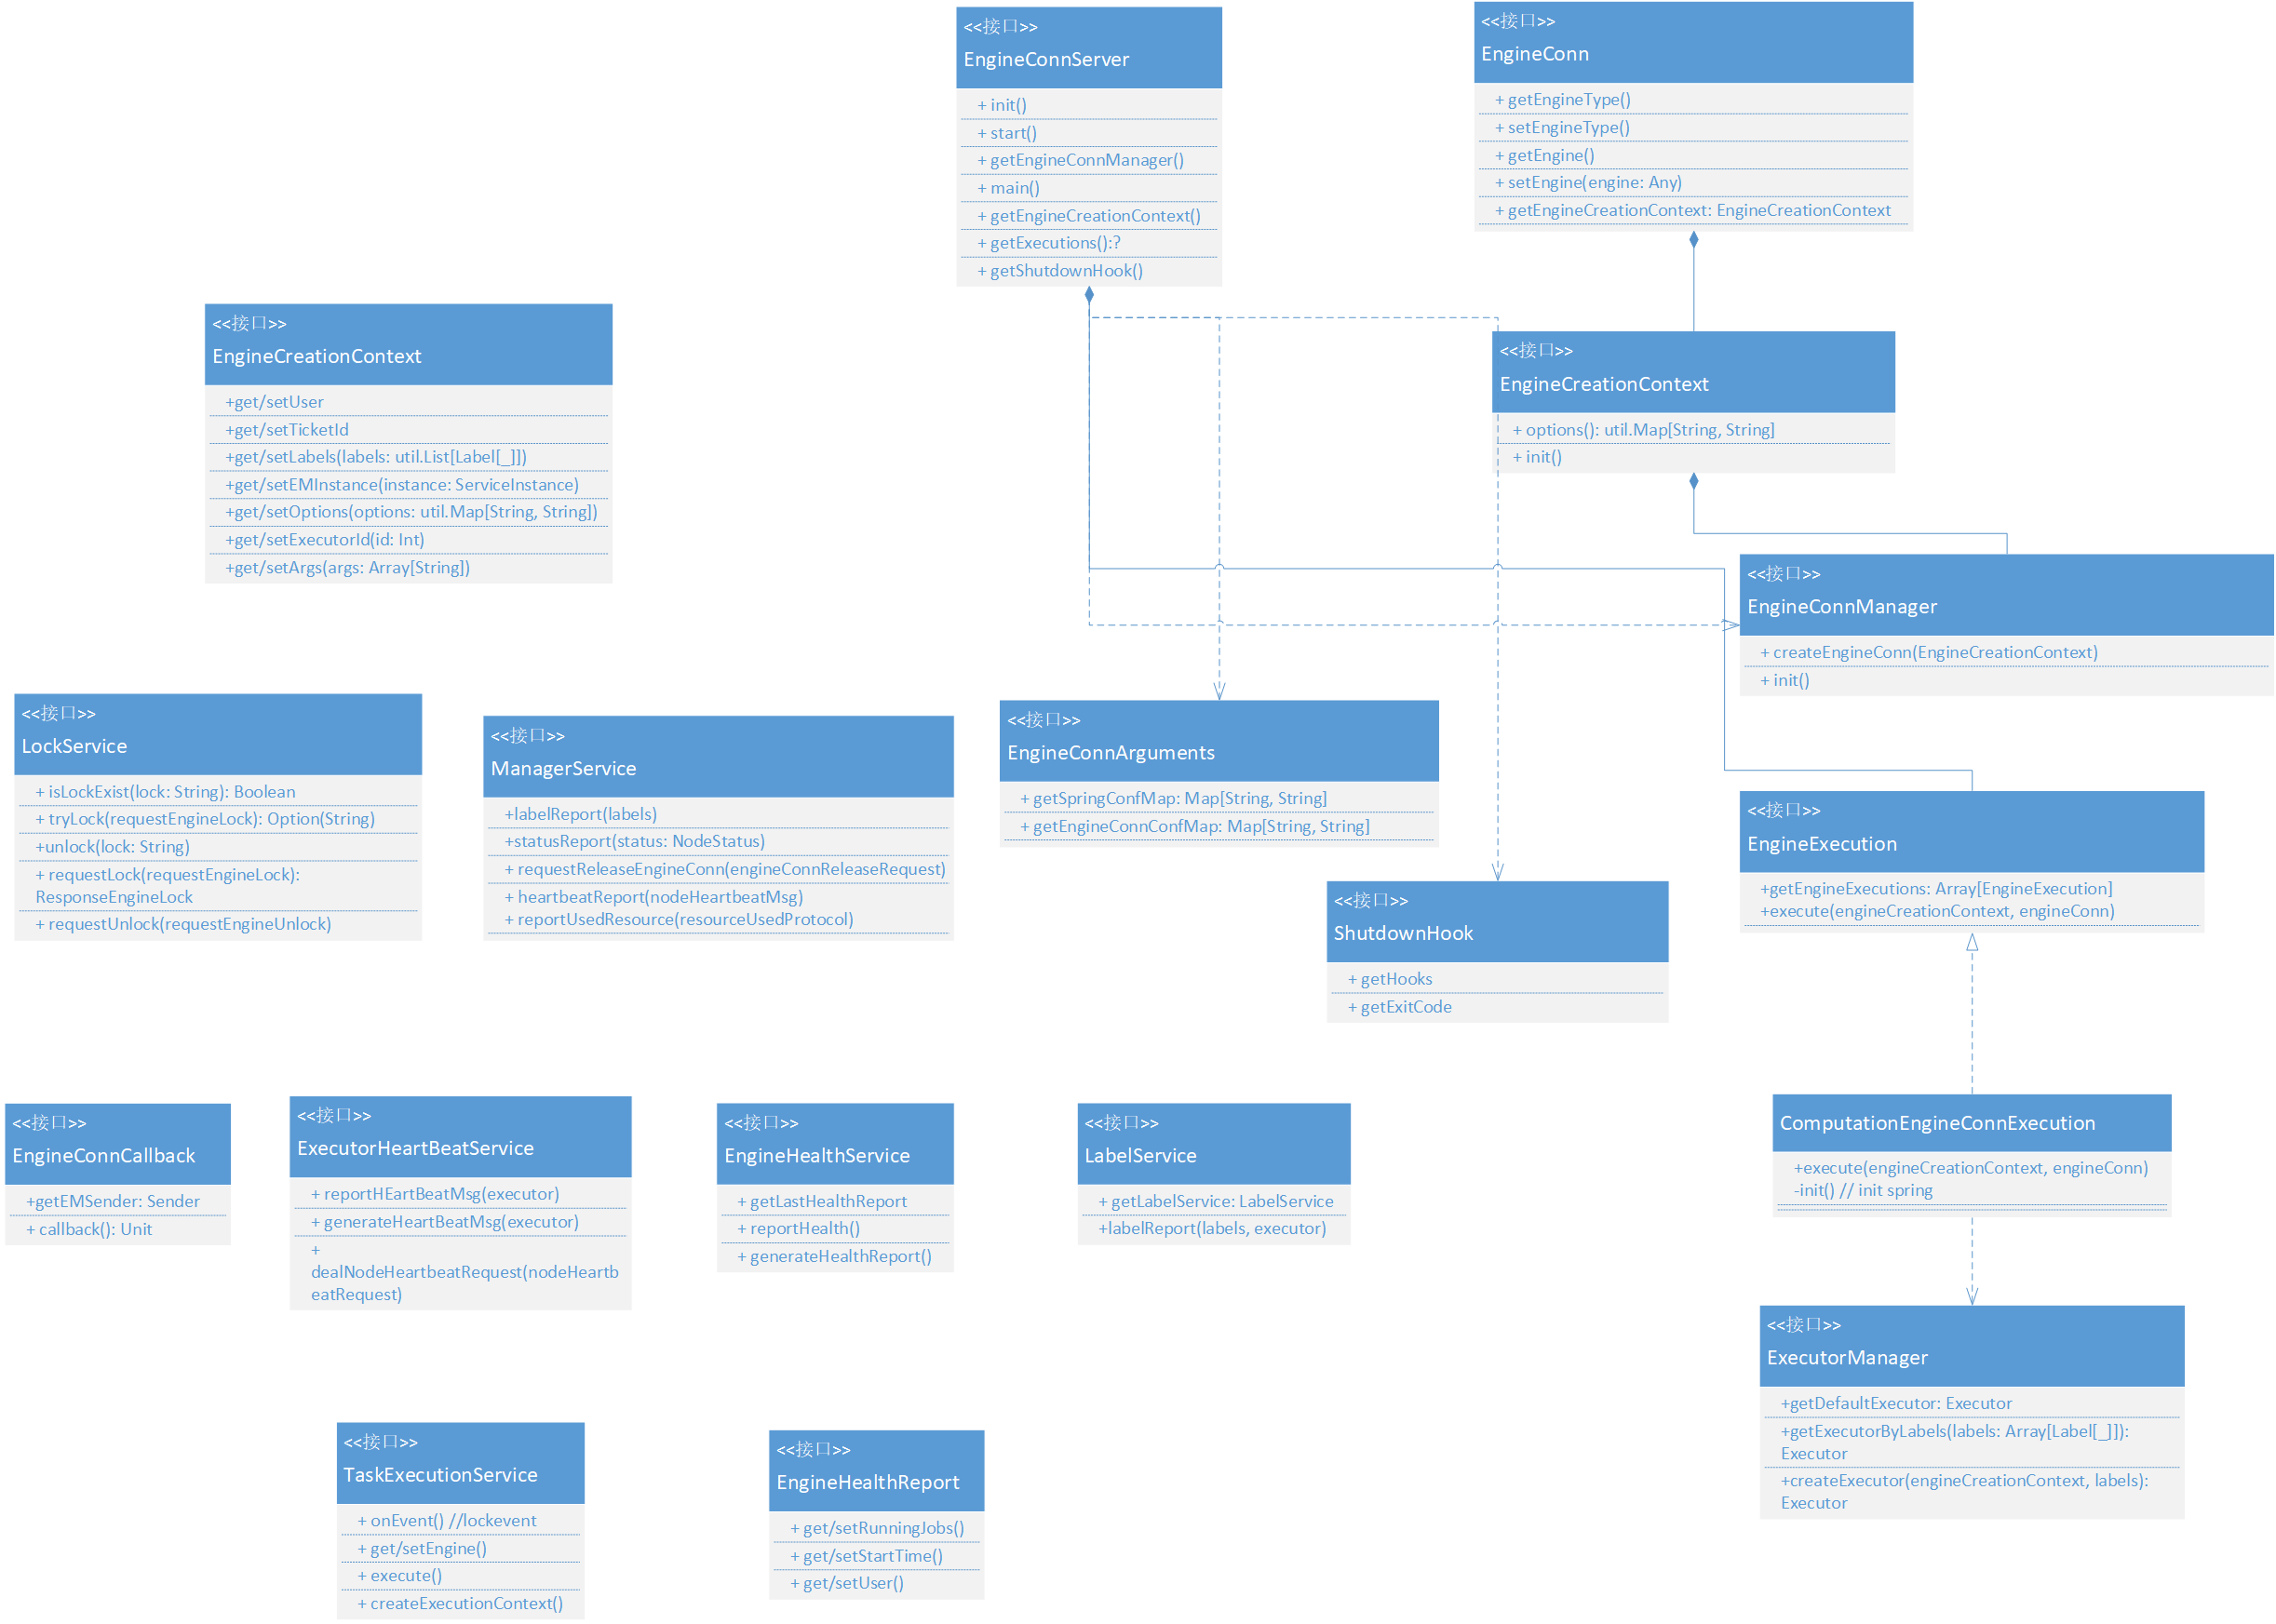 <<接口>>
EngineConnServer
+ init()
+ start()
+ getEngineConnManager()
+ main()
+ getEngineCreationContext()
+ getExecutions():?
+ getShutdownHook()
<<接口>>
EngineConn
+ getEngineType()
+ setEngineType()
+ getEngine()
+ setEngine(engine: Any)
+ getEngineCreationContext: EngineCreationContext
<<接口>>
EngineCreationContext
+get/setUser
+get/setTicketId
+get/setLabels(labels: util.List[Label[_]])
+get/setEMInstance(instance: ServiceInstance)
+get/setOptions(options: util.Map[String, String])
+get/setExecutorId(id: Int)
+get/setArgs(args: Array[String])
<<接口>>
EngineCreationContext
+ options(): util.Map[String, String]
+ init()
<<接口>>
EngineConnManager
+ createEngineConn(EngineCreationContext)
+ init()
<<接口>>
LockService
+ isLockExist(lock: String): Boolean
+ tryLock(requestEngineLock): Option(String)
+unlock(lock: String)
+ requestLock(requestEngineLock):
ResponseEngineLock
+ requestUnlock(requestEngineUnlock)
<<接口>>
ManagerService
+labelReport(labels)
+statusReport(status: NodeStatus)
+ requestReleaseEngineConn(engineConnReleaseRequest)
+ heartbeatReport(nodeHeartbeatMsg)
+ reportUsedResource(resourceUsedProtocol)
<<接口>>
EngineConnArguments
+ getSpringConfMap: Map[String, String]
+ getEngineConnConfMap: Map[String, String]
<<接口>>
ShutdownHook
+ getHooks
+ getExitCode
<<接口>>
EngineExecution
+getEngineExecutions: Array[EngineExecution]
+execute(engineCreationContext, engineConn)
<<接口>>
EngineConnCallback
+getEMSender: Sender
+ callback(): Unit
<<接口>>
ExecutorHeartBeatService
+ reportHEartBeatMsg(executor)
+ generateHeartBeatMsg(executor)
+
dealNodeHeartbeatRequest(nodeHeartb
eatRequest)
<<接口>>
EngineHealthService
+ getLastHealthReport
+ reportHealth()
+ generateHealthReport()
<<接口>>
LabelService
+ getLabelService: LabelService
+labelReport(labels, executor)
ComputationEngineConnExecution
+execute(engineCreationContext, engineConn)
-init() // init spring
<<接口>>
ExecutorManager
+getDefaultExecutor: Executor
+getExecutorByLabels(labels: Array[Label[_]]):
Executor
+createExecutor(engineCreationContext, labels):
Executor
<<接口>>
TaskExecutionService
+ onEvent() //lockevent
+ get/setEngine()
+ execute()
+ createExecutionContext()
<<接口>>
EngineHealthReport
+ get/setRunningJobs()
+ get/setStartTime()
+ get/setUser()